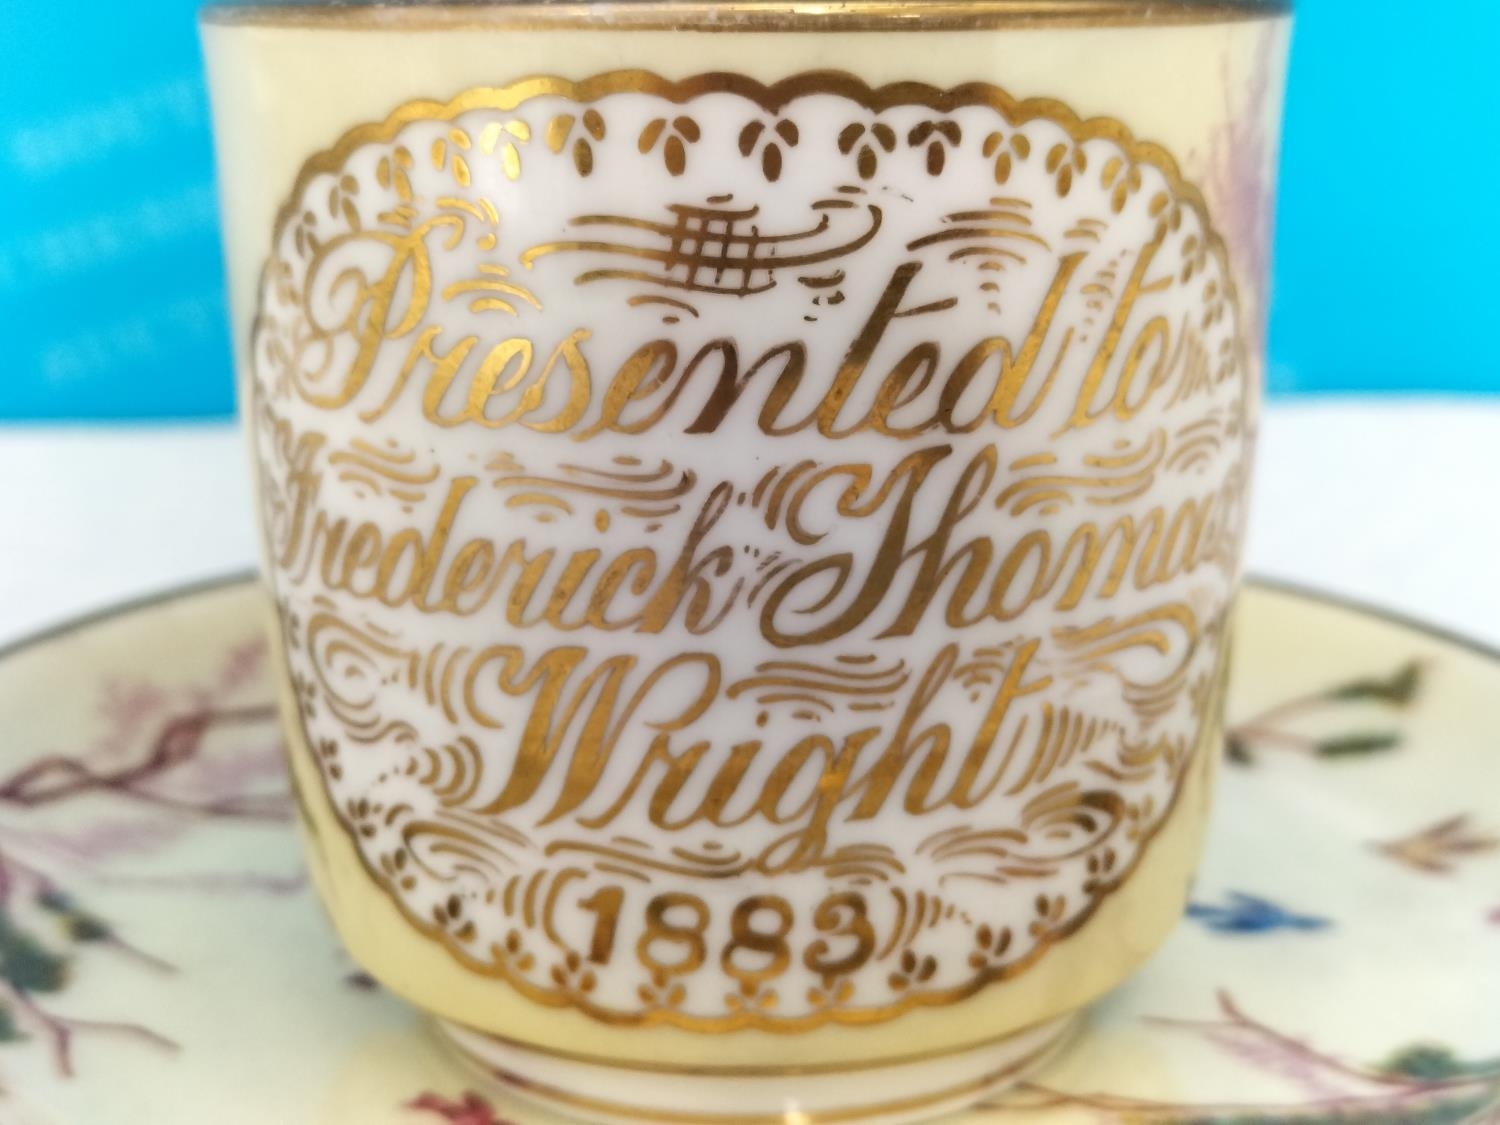 Presented to
Frederick Thomas
Wright
1883